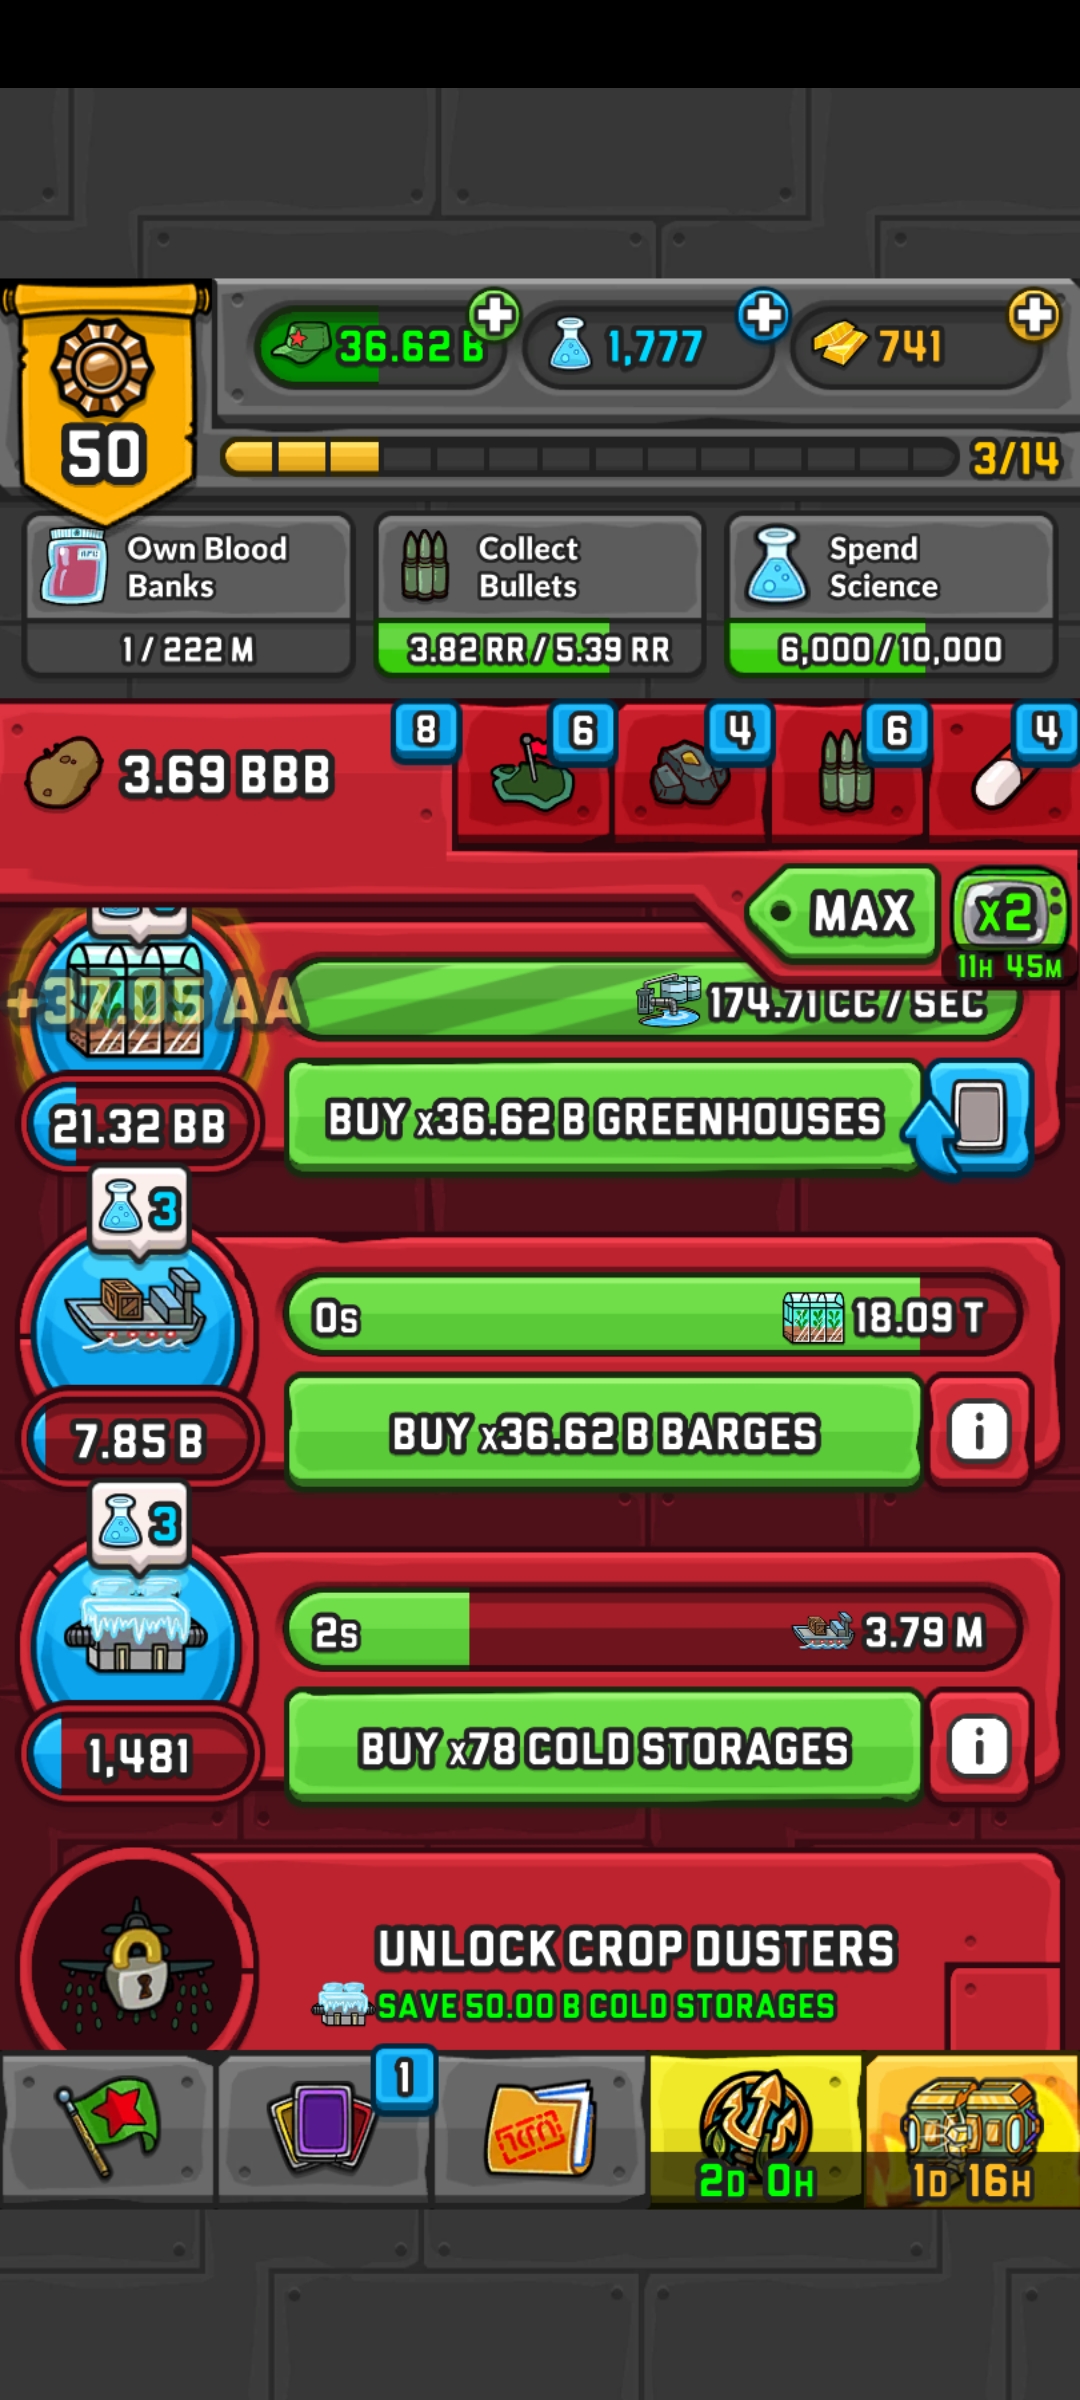 50
36.62 B
1,777
741
3/14
Own Blood
Banks
1 / 222 M
Collect
Bullets
3.82 RR / 5.39 RR
Spend
Science
6,000 / 10,000
3.69 BBB
8
6
4
6
4
MAX
x2
11H 45M
+37.05 AA
174.71 CC / SEC
21.32 BB
BUY x36.62 B GREENHOUSES
3
0s
18.09 T
7.85 B
BUY x36.62 B BARGES
i
3
2s
3.79 M
1,481
BUY x78 COLD STORAGES
i
UNLOCK CROP DUSTERS
SAVE 50.00 B COLD STORAGES
1
2D 0H
1D 16H